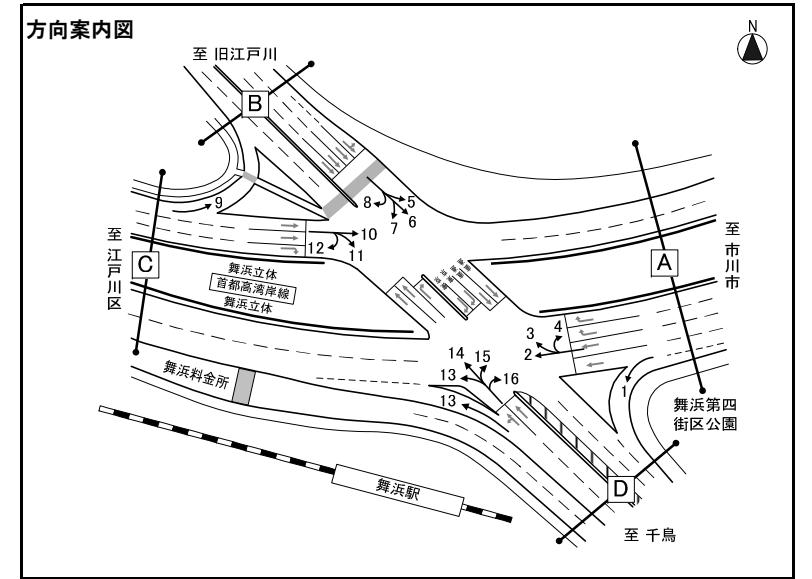 方向案内図
N
至 旧江戸川
B
8
5
6
7
9
10
11
12
至 江戸川区
C
舞浜立体
首都高湾岸線
舞浜立体
A
至 市川市
3
4
2
14
15
13
16
13
1
舞浜料金所
舞浜第四
街区公園
舞浜駅
D
至 千鳥